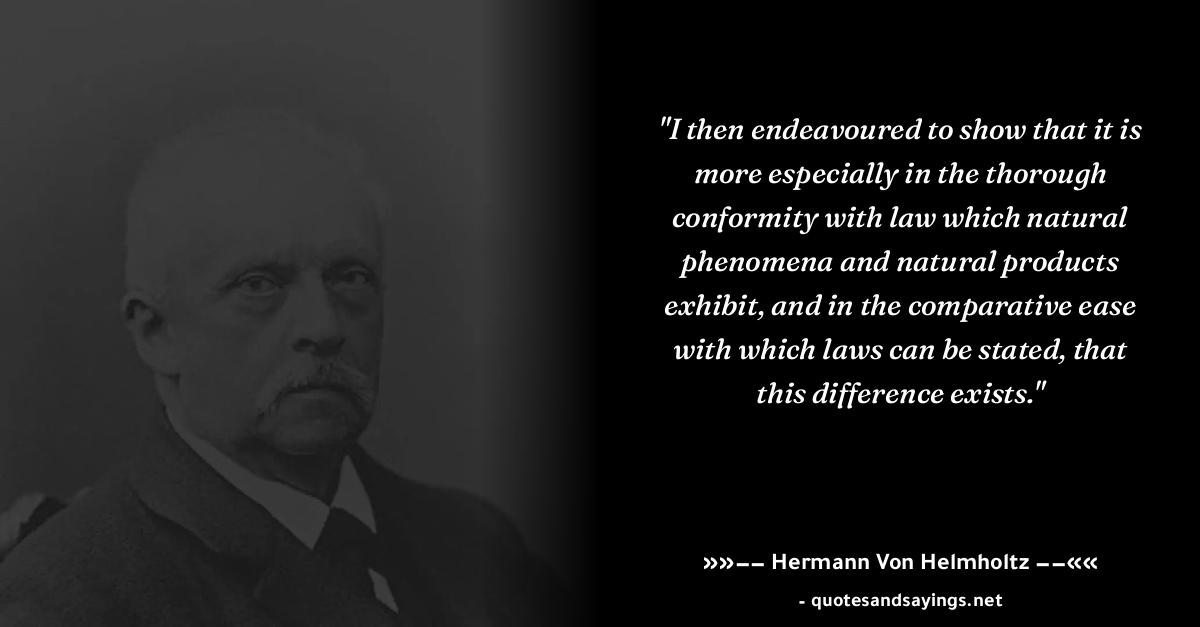 "I then endeavoured to show that it is
more especially in the thorough
conformity with law which natural
phenomena and natural products
exhibit, and in the comparative ease
with which laws can be stated, that
this difference exists."
»»−− Hermann Von Helmholtz −−««
- quotesandsayings.net